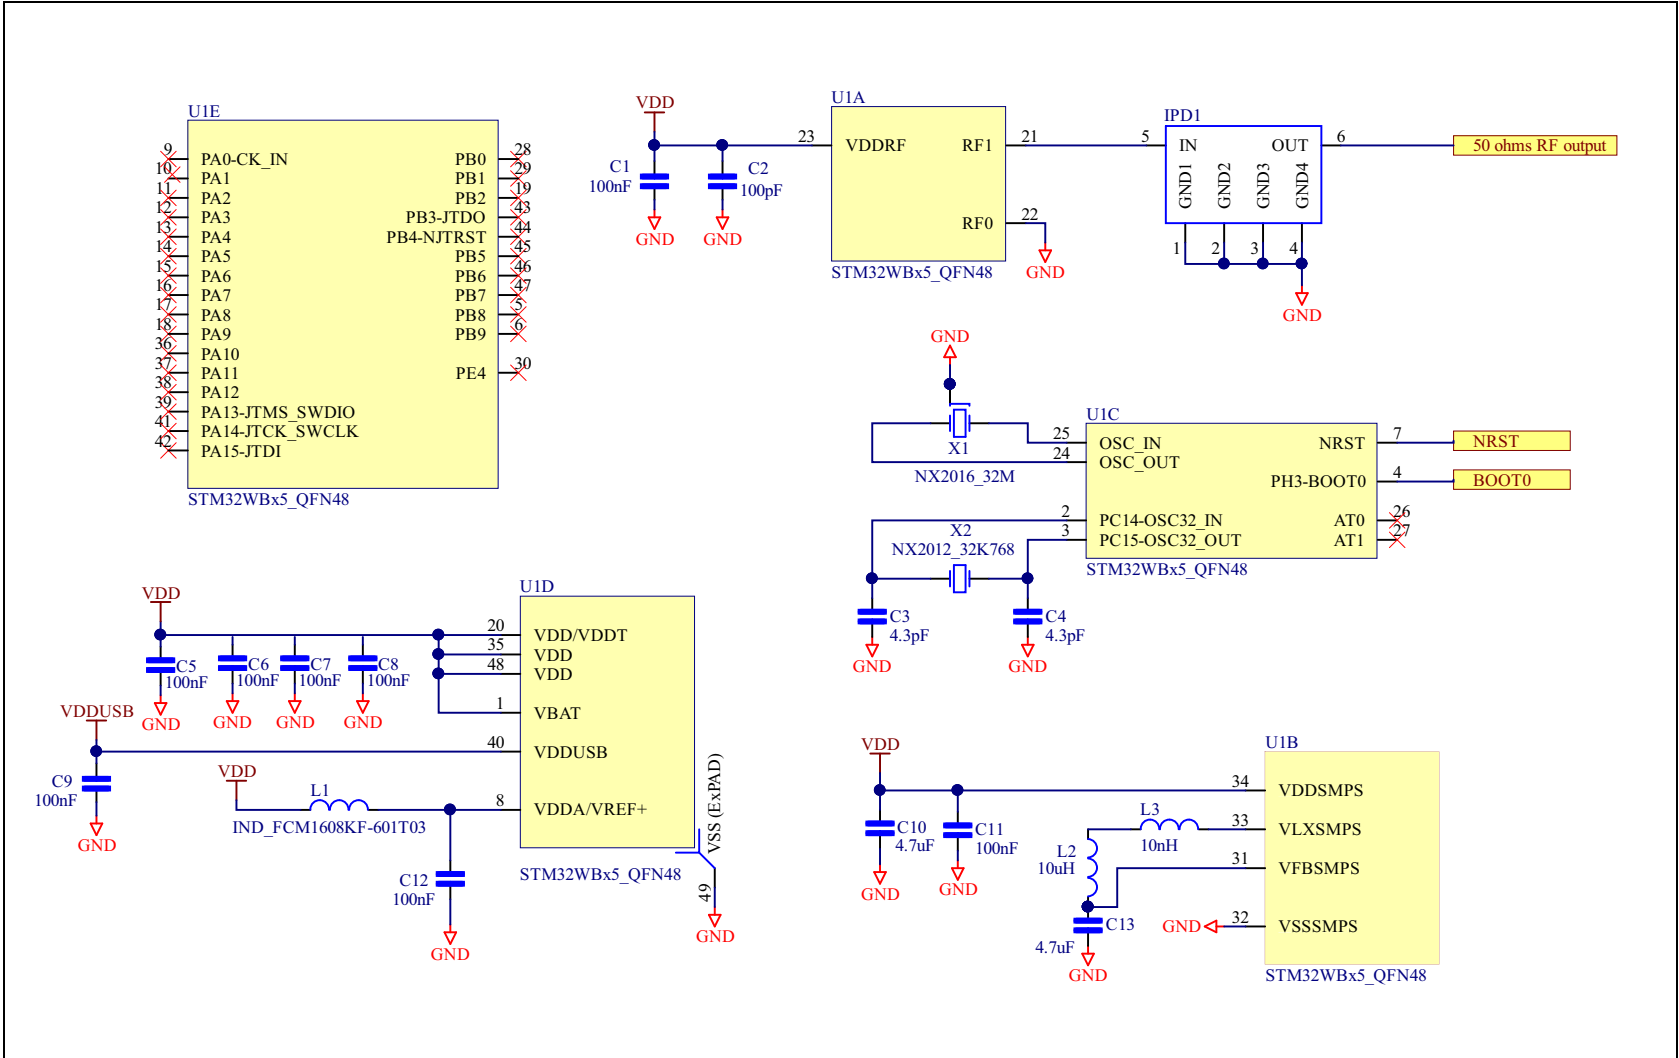 U1E
9 PA0-CK_IN PB0 28
10 PA1 PB1 29
11 PA2 PB2 19
12 PA3 PB3-JTDO 43
13 PA4 PB4-NJTRST 44
14 PA5 PB5 45
15 PA6 PB6 46
16 PA7 PB7 47
17 PA8 PB8 5
18 PA9 PB9 6
36 PA10
37 PA11 PE4 30
38 PA12
39 PA13-JTMS_SWDIO
41 PA14-JTCK_SWCLK
42 PA15-JTDI
STM32WBx5_QFN48
VDD
C1
100nF
GND
C2
100pF
GND
U1A
23 VDDRF RF1 21
RF0 22
GND
STM32WBx5_QFN48
IPD1
5 IN OUT 6
GND1
GND2
GND3
GND4
1 2 3 4
GND
50 ohms RF output
GND
X1
NX2016_32M
X2
NX2012_32K768
C3
4.3pF
GND
C4
4.3pF
GND
U1C
25 OSC_IN NRST 7
24 OSC_OUT
PH3-BOOT0 4
2 PC14-OSC32_IN AT0 26
3 PC15-OSC32_OUT AT1 27
STM32WBx5_QFN48
NRST
BOOT0
VDD
C5
100nF
GND
C6
100nF
GND
C7
100nF
GND
C8
100nF
GND
VDDUSB
C9
100nF
GND
VDD
L1
IND_FCM1608KF-601T03
C12
100nF
GND
U1D
20 VDD/VDDT
35 VDD
48 VDD
1 VBAT
40 VDDUSB
8 VDDA/VREF+
VSS (ExPAD)
49
GND
STM32WBx5_QFN48
VDD
C10
4.7uF
GND
C11
100nF
GND
L3
10nH
L2
10uH
C13
4.7uF
GND
GND
U1B
34 VDDSMPS
33 VLXSMPS
31 VFBSMPS
32 VSSSMPS
STM32WBx5_QFN48